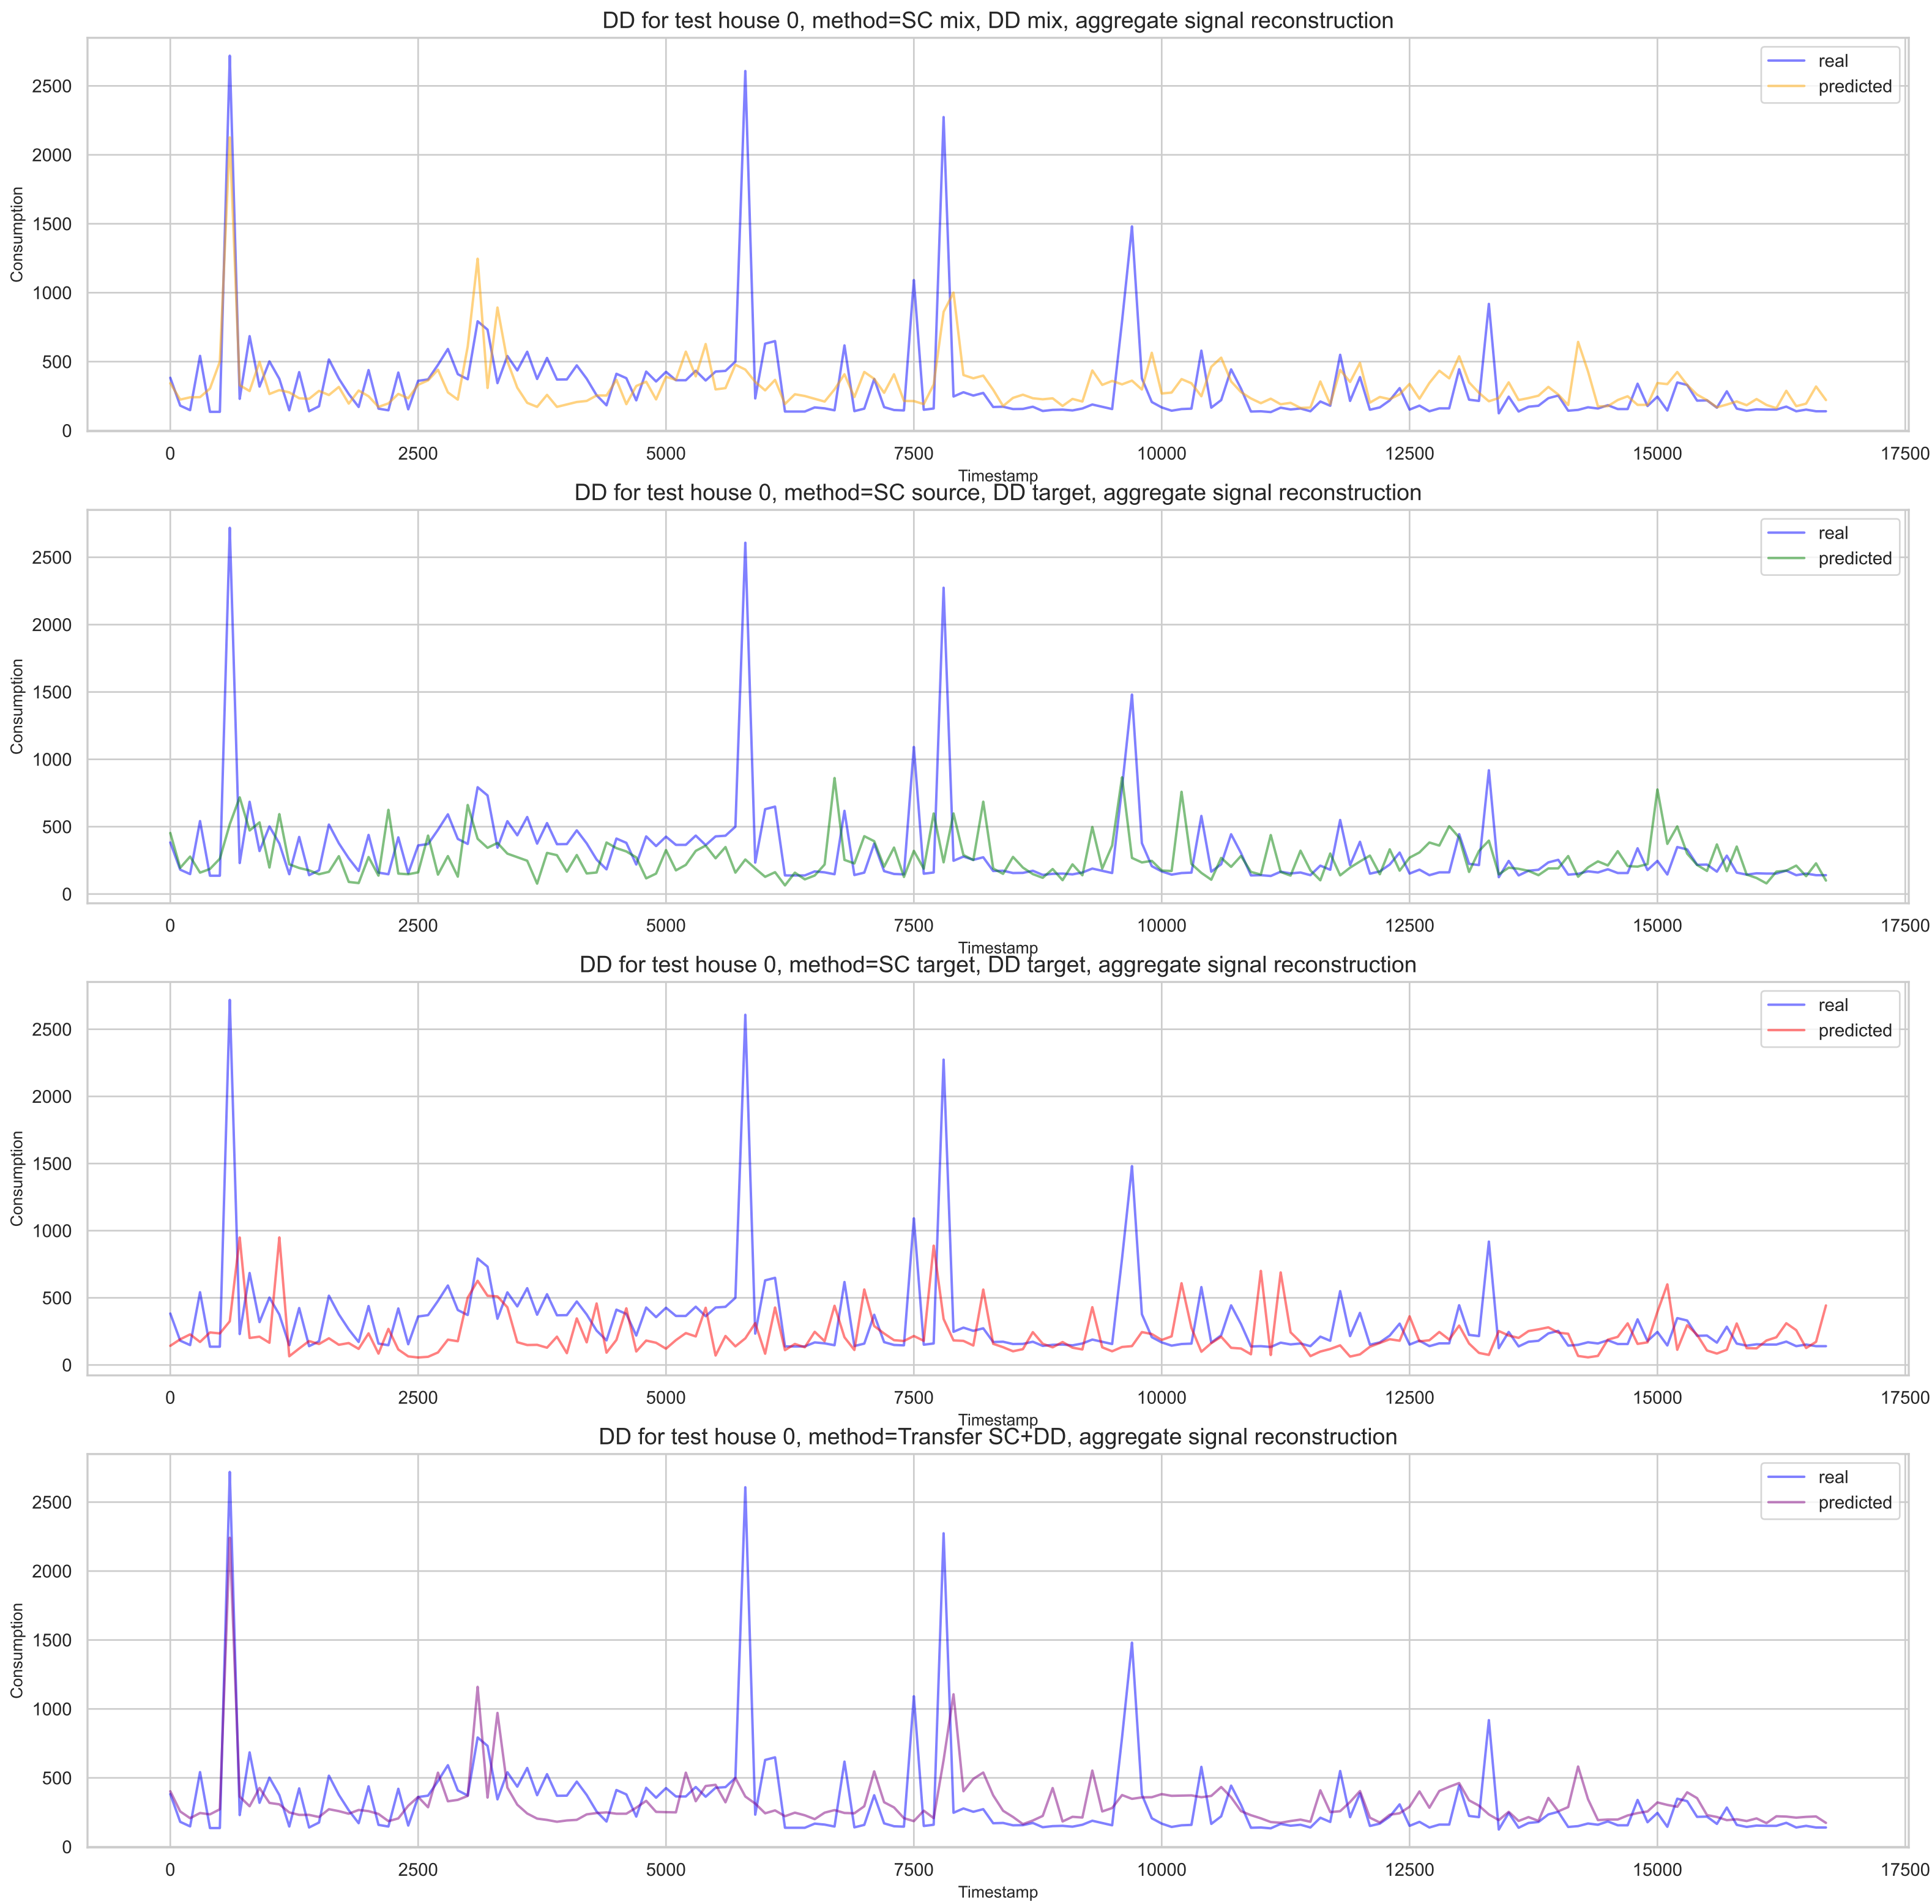 DD for test house 0, method=SC mix, DD mix, aggregate signal reconstruction
real
predicted
Consumption
2500
2000
1500
1000
500
0
0 2500 5000 7500 10000 12500 15000 17500
Timestamp
DD for test house 0, method=SC source, DD target, aggregate signal reconstruction
real
predicted
Consumption
2500
2000
1500
1000
500
0
0 2500 5000 7500 10000 12500 15000 17500
Timestamp
DD for test house 0, method=SC target, DD target, aggregate signal reconstruction
real
predicted
Consumption
2500
2000
1500
1000
500
0
0 2500 5000 7500 10000 12500 15000 17500
Timestamp
DD for test house 0, method=Transfer SC+DD, aggregate signal reconstruction
real
predicted
Consumption
2500
2000
1500
1000
500
0
0 2500 5000 7500 10000 12500 15000 17500
Timestamp